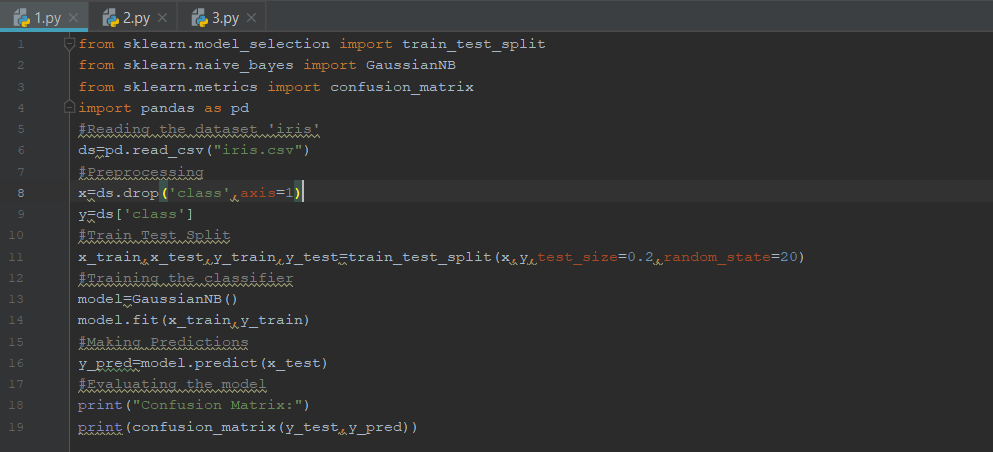 1.py 2.py 3.py
1 from sklearn.model_selection import train_test_split
2 from sklearn.naive_bayes import GaussianNB
3 from sklearn.metrics import confusion_matrix
4 import pandas as pd
5 #Reading the dataset 'iris'
6 ds=pd.read_csv("iris.csv")
7 #Preprocessing
8 x=ds.drop('class',axis=1)
9 y=ds['class']
10 #Train Test Split
11 x_train,x_test,y_train,y_test=train_test_split(x,y,test_size=0.2,random_state=20)
12 #Training the classifier
13 model=GaussianNB()
14 model.fit(x_train,y_train)
15 #Making Predictions
16 y_pred=model.predict(x_test)
17 #Evaluating the model
18 print("Confusion Matrix:")
19 print(confusion_matrix(y_test,y_pred))